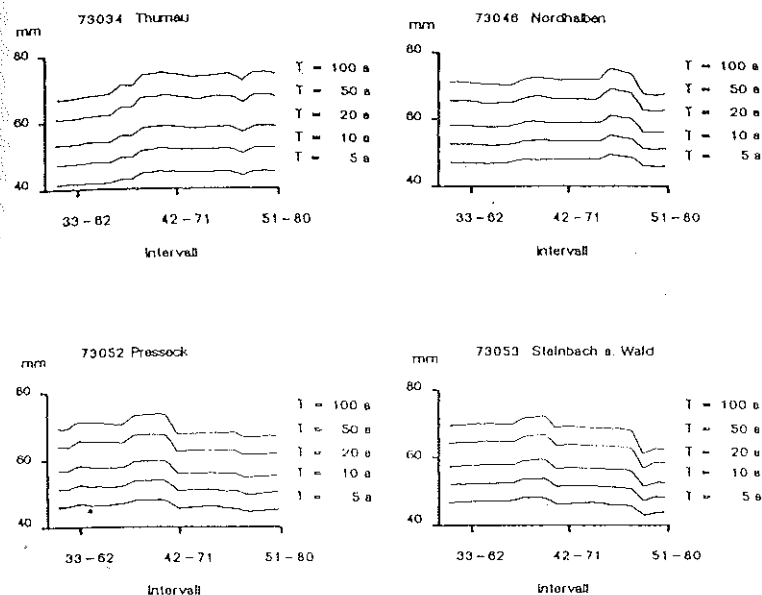 73034 Thurnau
mm
80
60
40
T = 100 a
T = 50 a
T = 20 a
T = 10 a
T = 5 a
33-62 42-71 51-80
Intervall
73046 Nordhalben
mm
80
60
40
T = 100 a
T = 50 a
T = 20 a
T = 10 a
T = 5 a
33-62 42-71 51-80
Intervall
73052 Presseck
mm
80
60
40
T = 100 a
T = 50 a
T = 20 a
T = 10 a
T = 5 a
33-62 42-71 51-80
Intervall
73053 Steinbach a. Wald
mm
80
60
40
T = 100 a
T = 50 a
T = 20 a
T = 10 a
T = 5 a
33-62 42-71 51-80
Intervall